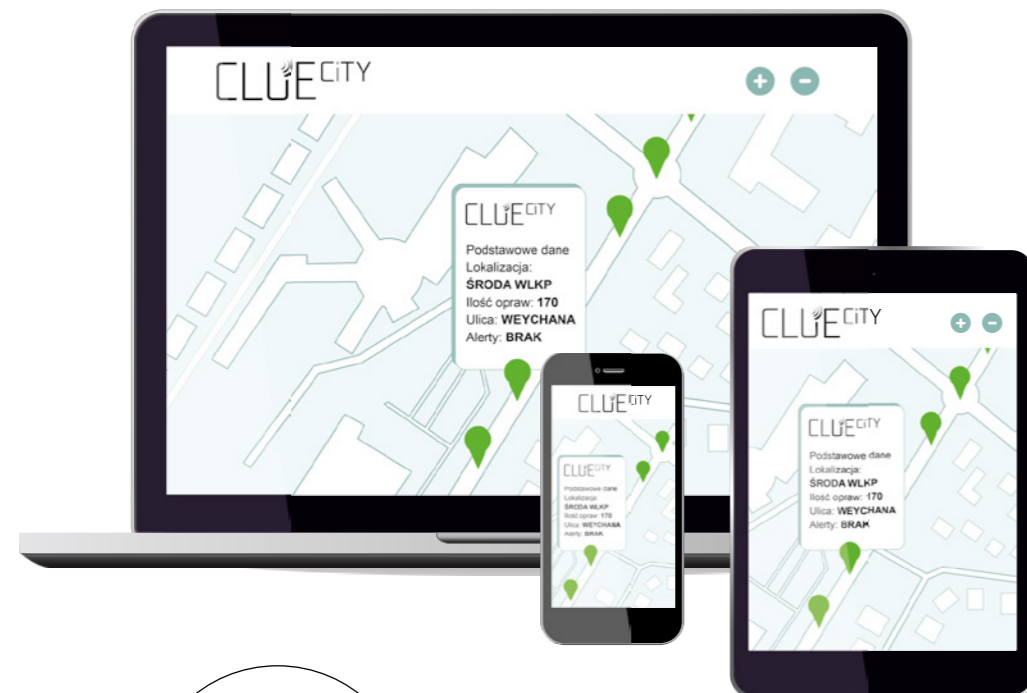 CLUE CiTY
+ -
CLUE CiTY
Podstawowe dane
Lokalizacja:
ŚRODA WLKP
Ilość opraw: 170
Ulica: WEYCHANA
Alerty: BRAK
CLUE CiTY
CLUE CiTY
Podstawowe dane
Lokalizacja:
ŚRODA WLKP
Ilość opraw: 170
Ulica: WEYCHANA
Alerty: BRAK
CLUE CiTY
+ -
CLUE CiTY
Podstawowe dane
Lokalizacja:
ŚRODA WLKP
Ilość opraw: 170
Ulica: WEYCHANA
Alerty: BRAK